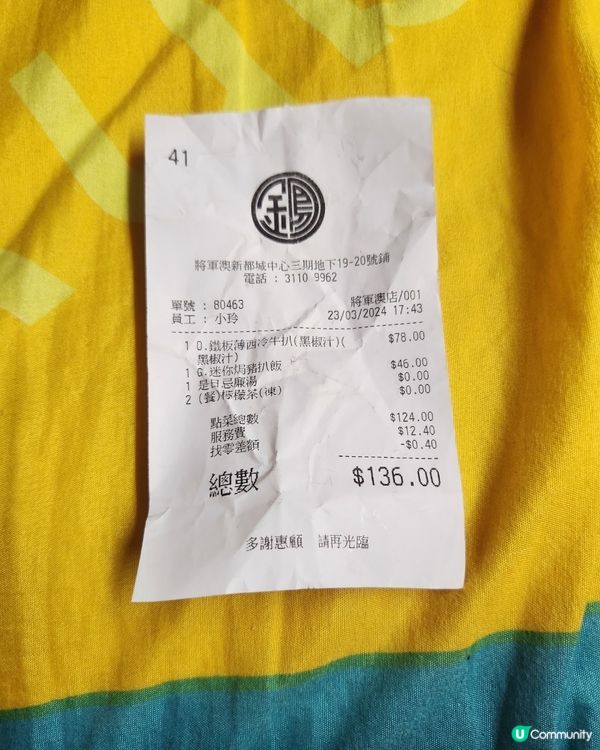 41
將軍澳新都城中心三期地下19-20號鋪
電話 : 3110 9962
單號 : 80463 將軍澳店/001
員工 : 小玲 23/03/2024 17:43
1 O.鐵板薄西冷牛扒(黑椒汁)( $78.00
黑椒汁)
1 G.迷你焗豬扒飯 $46.00
1 是日忌廉湯 $0.00
2 (餐)檸檬茶(凍) $0.00
點菜總數 $124.00
服務費 $12.40
找零差額 -$0.40
總數 $136.00
多謝惠顧 請再光臨
U Community